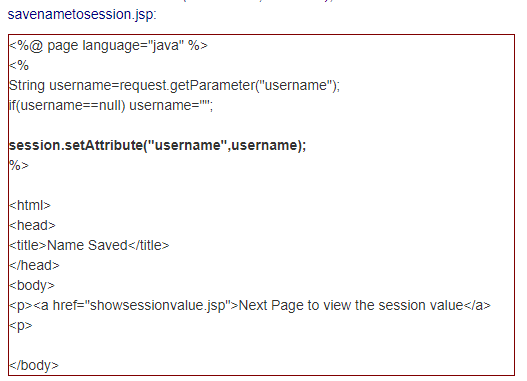 savenametosession.jsp:
<%@ page language="java" %>
<%
String username=request.getParameter("username");
if(username==null) username="";
session.setAttribute("username",username);
%>
<html>
<head>
<title>Name Saved</title>
</head>
<body>
<p><a href="showsessionvalue.jsp">Next Page to view the session value</a>
<p>
</body>